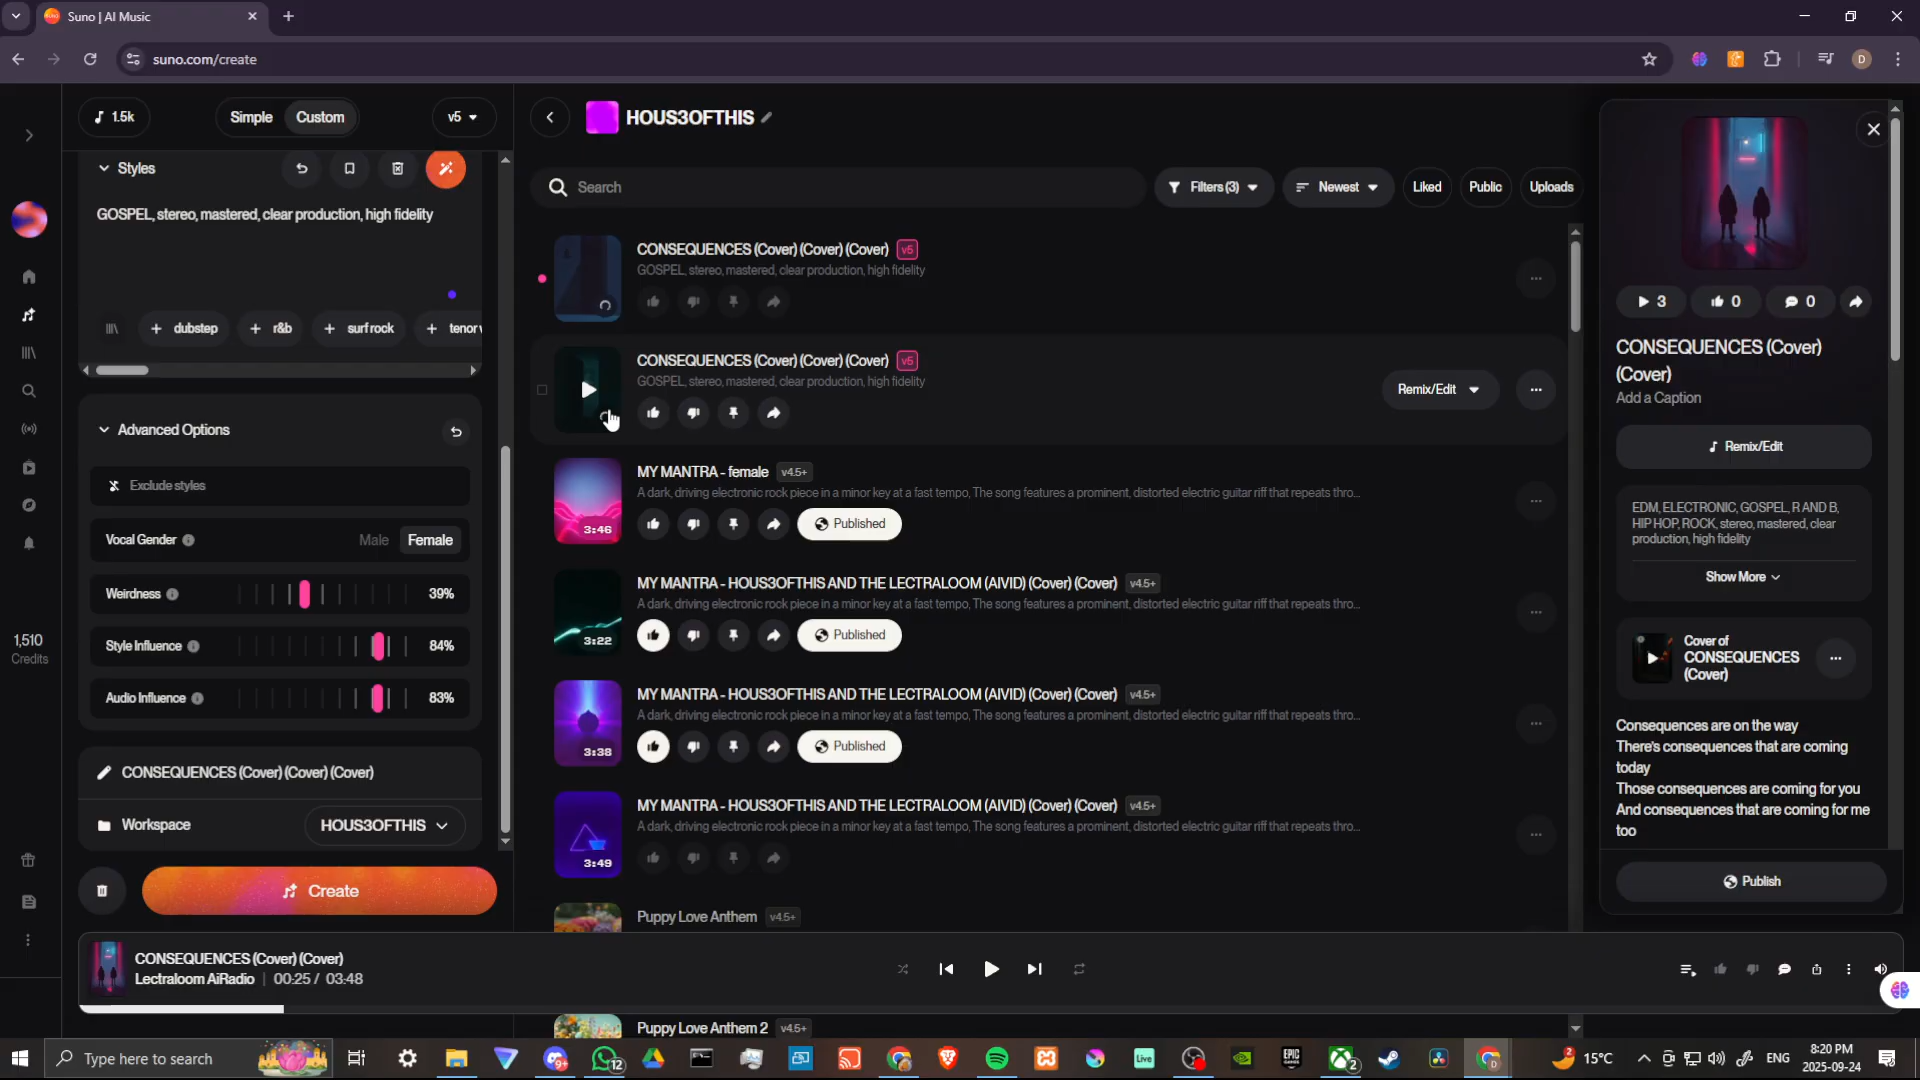 Suno | AI Music
suno.com/create
D
1.5k
Simple
Custom
v5
HOUS3OFTHIS
Styles
GOSPEL, stereo, mastered, clear production, high fidelity
dubstep
r&b
surf rock
Search
Filters (3)
Newest
Liked
Public
Uploads
CONSEQUENCES (Cover) (Cover) (Cover) v5
GOSPEL, stereo, mastered, clear production, high fidelity
CONSEQUENCES (Cover) (Cover) (Cover) v5
GOSPEL, stereo, mastered, clear production, high fidelity
Remix/Edit
MY MANTRA - female v4.5+
A dark, driving electronic rock piece in a minor key at a fast tempo, The song features a prominent, distorted electric guitar riff that repeats thro...
3:46
Published
MY MANTRA - HOUS3OFTHIS AND THE LECTRALOOM (AIVID) (Cover) (Cover) v4.5+
A dark, driving electronic rock piece in a minor key at a fast tempo, The song features a prominent, distorted electric guitar riff that repeats thro...
3:22
Published
MY MANTRA - HOUS3OFTHIS AND THE LECTRALOOM (AIVID) (Cover) (Cover) v4.5+
A dark, driving electronic rock piece in a minor key at a fast tempo, The song features a prominent, distorted electric guitar riff that repeats thro...
3:38
Published
MY MANTRA - HOUS3OFTHIS AND THE LECTRALOOM (AIVID) (Cover) (Cover) v4.5+
A dark, driving electronic rock piece in a minor key at a fast tempo, The song features a prominent, distorted electric guitar riff that repeats thro...
3:49
Puppy Love Anthem v4.5+
Puppy Love Anthem 2 v4.5+
Advanced Options
Exclude styles
Vocal Gender
Male
Female
Weirdness
39%
Style Influence
84%
Audio Influence
83%
1,510
Credits
CONSEQUENCES (Cover) (Cover) (Cover)
Workspace
HOUS3OFTHIS
Create
3
0
0
CONSEQUENCES (Cover)
(Cover)
Add a Caption
Remix/Edit
EDM, ELECTRONIC, GOSPEL, R AND B,
HIP HOP, ROCK, stereo, mastered, clear
production, high fidelity
Show More
Cover of
CONSEQUENCES
(Cover)
Consequences are on the way
There's consequences that are coming
today
Those consequences are coming for you
And consequences that are coming for me
too
Publish
CONSEQUENCES (Cover) (Cover)
Lectraloom AiRadio
00:25 / 03:48
Type here to search
9+
12
Live
EPIC
GAMES
2
D
2
15°C
ENG
8:20 PM
2025-09-24